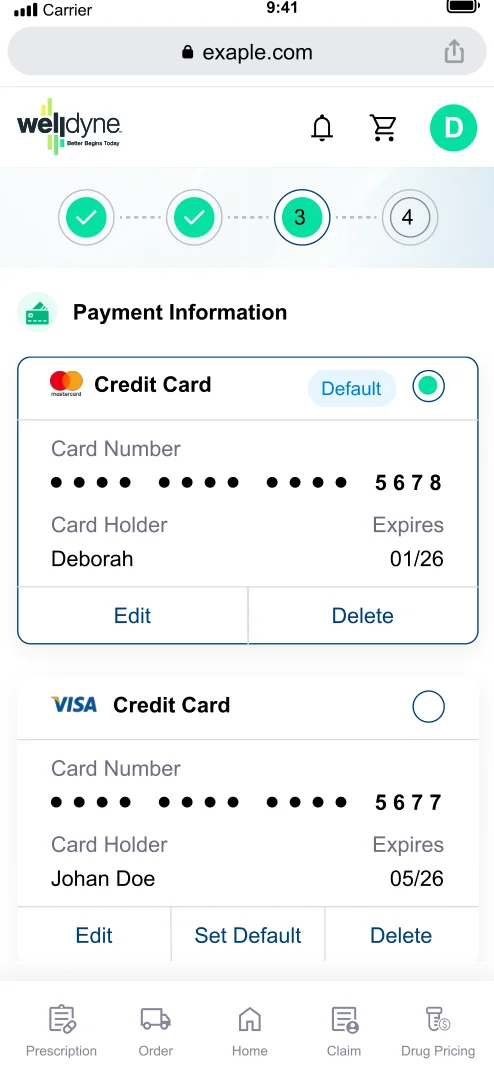 Carrier 9:41
exaple.com
welldyne.
Better Begins Today
D
3 4
Payment Information
mastercard
Credit Card Default
Card Number
5678
Card Holder Expires
Deborah 01/26
Edit Delete
VISA Credit Card
Card Number
5677
Card Holder Expires
Johan Doe 05/26
Edit Set Default Delete
Prescription Order Home Claim Drug Pricing